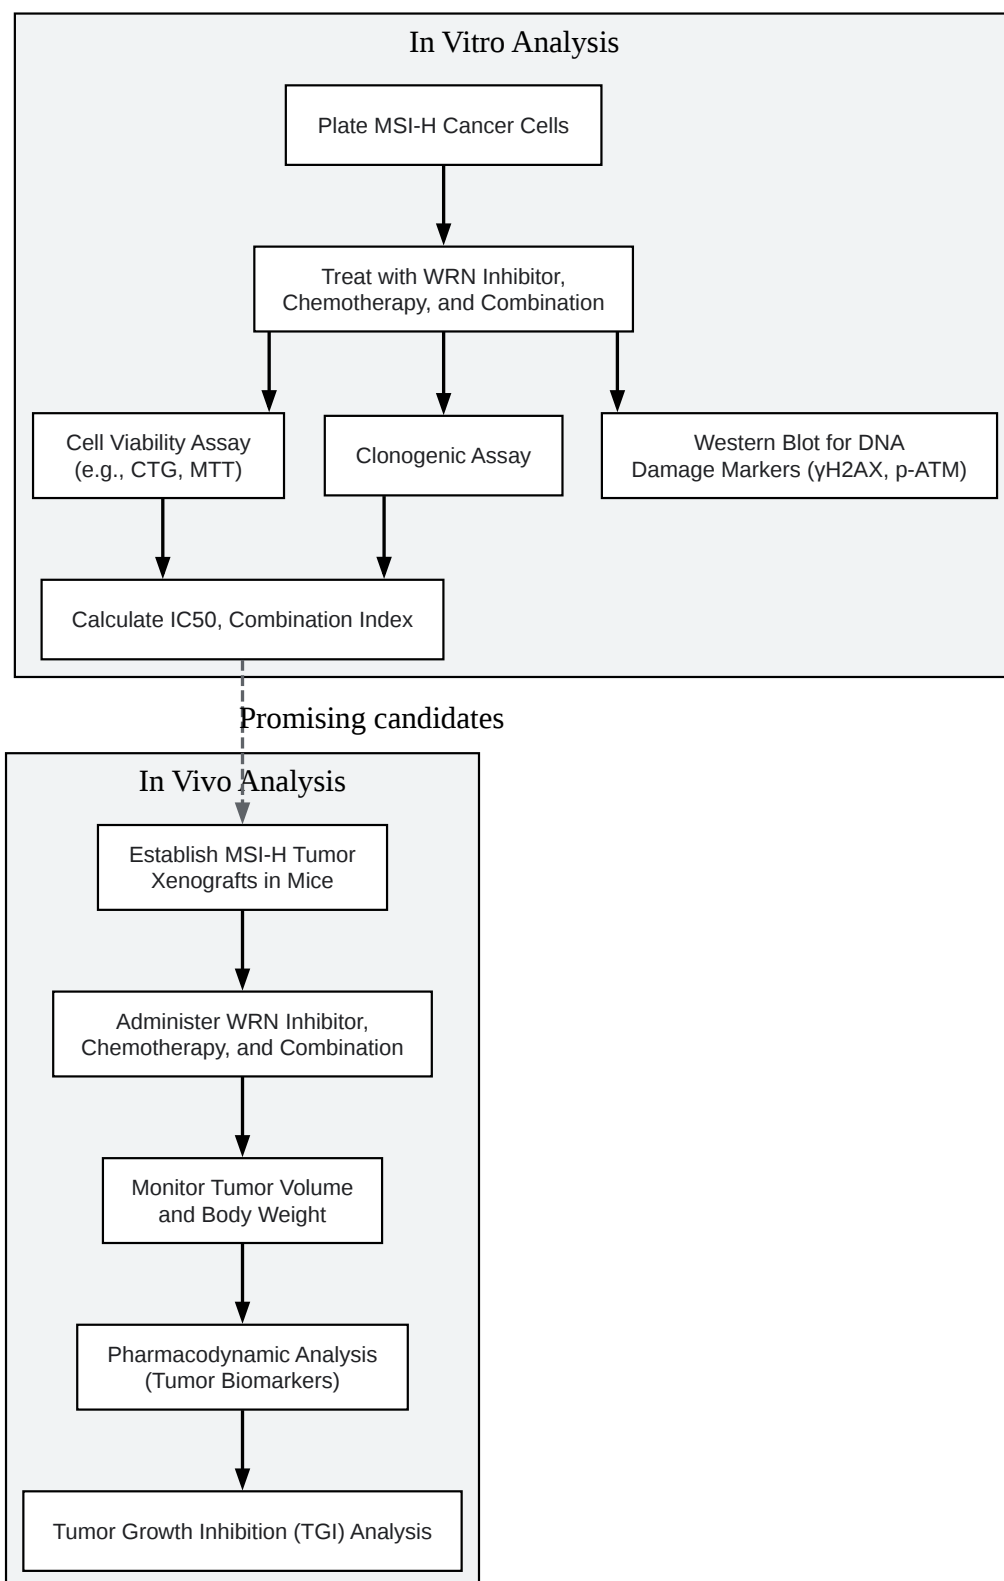 In Vitro Analysis
Plate MSI-H Cancer Cells
Treat with WRN Inhibitor,
Chemotherapy, and Combination
Cell Viability Assay
(e.g., CTG, MTT)
Clonogenic Assay
Western Blot for DNA
Damage Markers (γH2AX, p-ATM)
Calculate IC50, Combination Index
Promising candidates
In Vivo Analysis
Establish MSI-H Tumor
Xenografts in Mice
Administer WRN Inhibitor,
Chemotherapy, and Combination
Monitor Tumor Volume
and Body Weight
Pharmacodynamic Analysis
(Tumor Biomarkers)
Tumor Growth Inhibition (TGI) Analysis